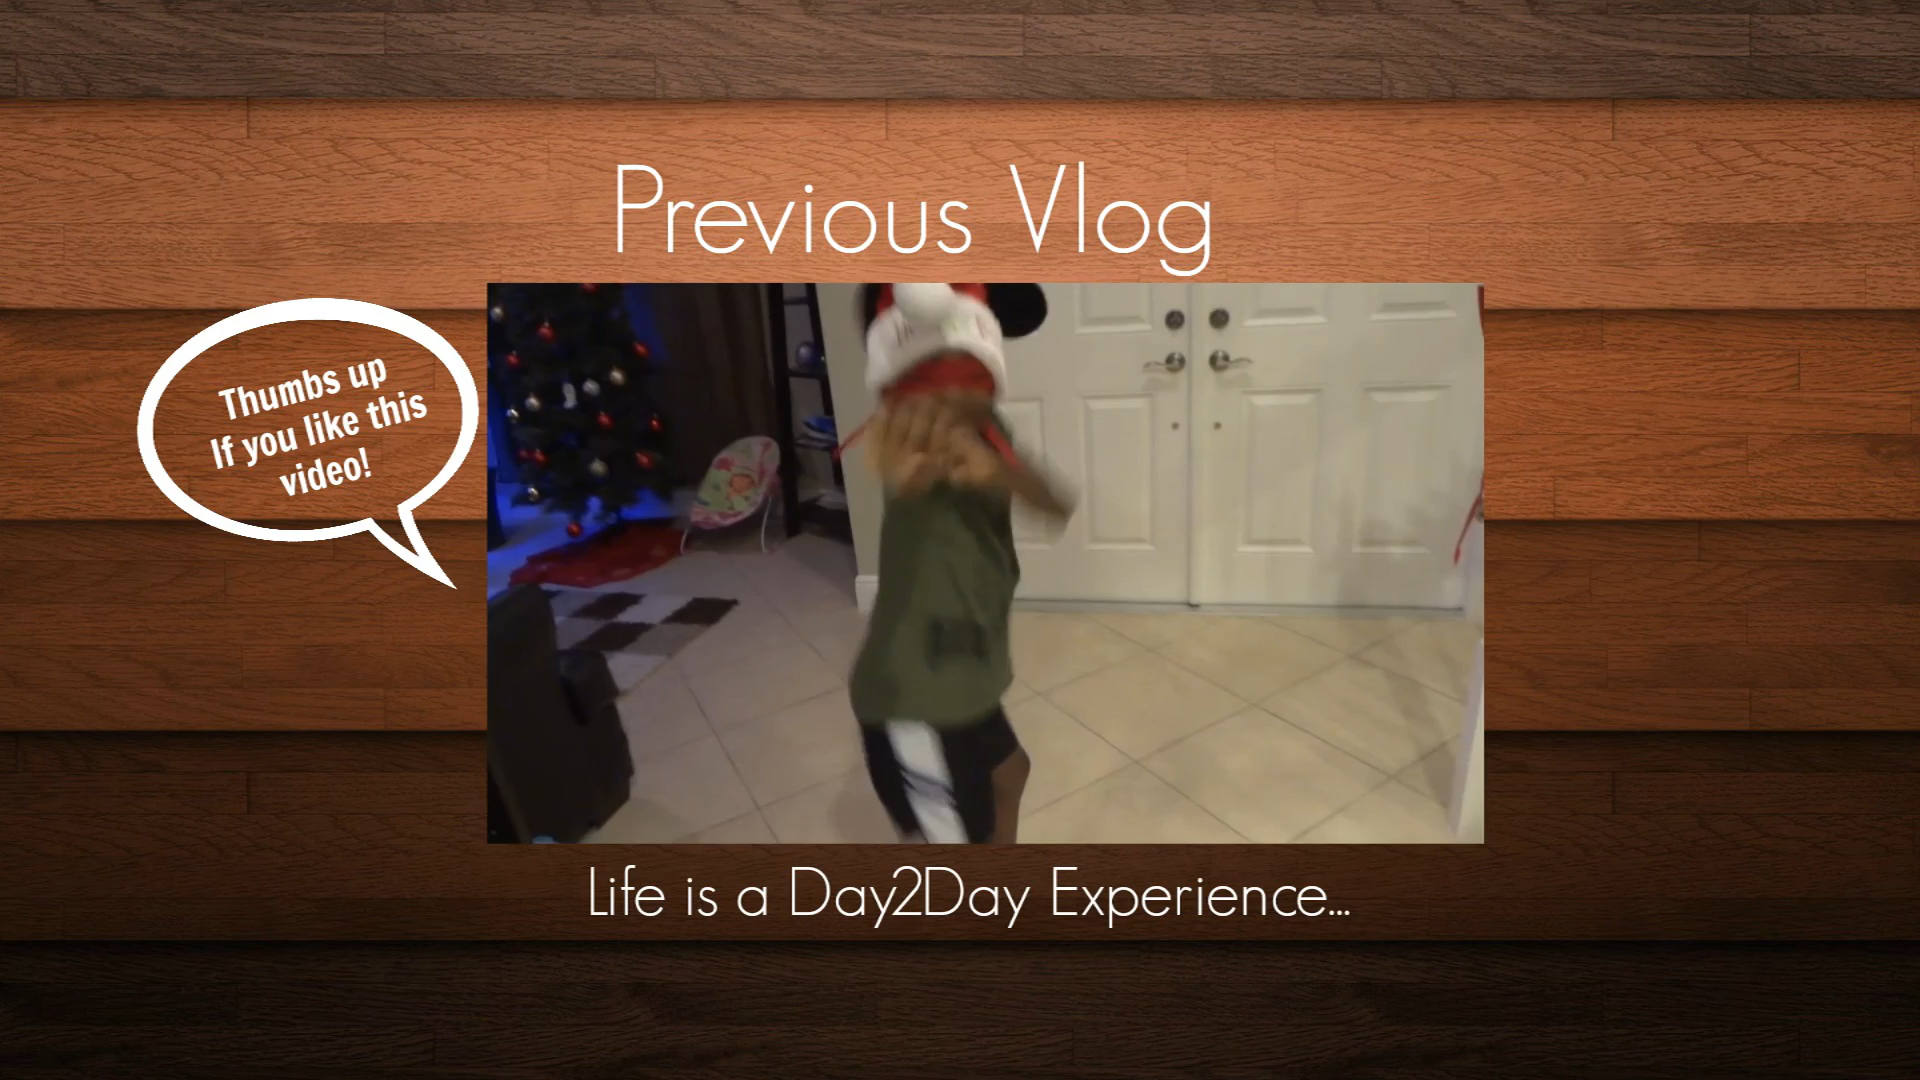 Previous Vlog
Thumbs up
If you like this
video!
Life is a Day2Day Experience...